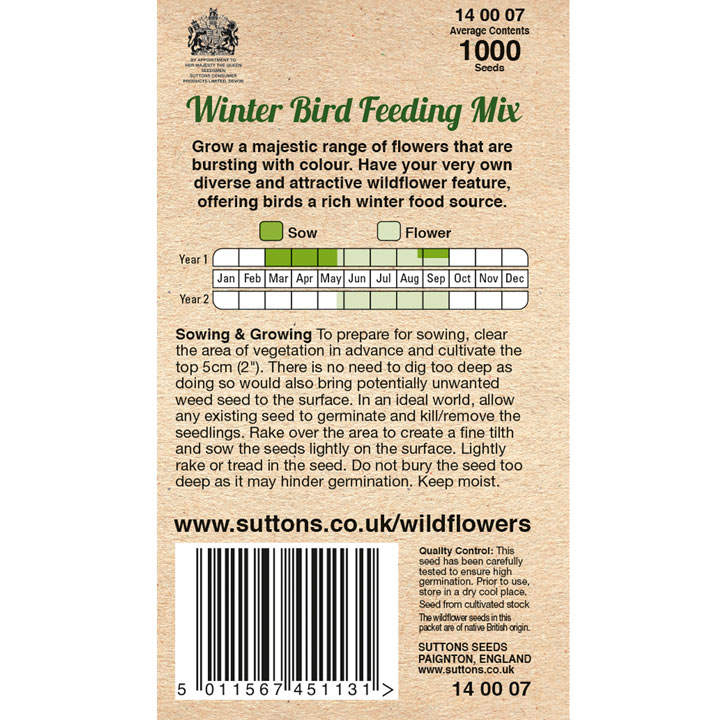 14 00 07
Average Contents
1000
Seeds
BY APPOINTMENT TO
HER MAJESTY THE QUEEN
SEEDSMEN
SUTTONS CONSUMER
PRODUCTS LIMITED, DEVON
Winter Bird Feeding Mix
Grow a majestic range of flowers that are
bursting with colour. Have your very own
diverse and attractive wildflower feature,
offering birds a rich winter food source.
Sow Flower
Year 1
Jan Feb Mar Apr May Jun Jul Aug Sep Oct Nov Dec
Year 2
Sowing & Growing To prepare for sowing, clear
the area of vegetation in advance and cultivate the
top 5cm (2"). There is no need to dig too deep as
doing so would also bring potentially unwanted
weed seed to the surface. In an ideal world, allow
any existing seed to germinate and kill/remove the
seedlings. Rake over the area to create a fine tilth
and sow the seeds lightly on the surface. Lightly
rake or tread in the seed. Do not bury the seed too
deep as it may hinder germination. Keep moist.
www.suttons.co.uk/wildflowers
Quality Control: This
seed has been carefully
tested to ensure high
germination. Prior to use,
store in a dry cool place.
Seed from cultivated stock
The wildflower seeds in this
packet are of native British origin.
SUTTONS SEEDS
PAIGNTON, ENGLAND
www.suttons.co.uk
14 00 07
5 011567 451131 >